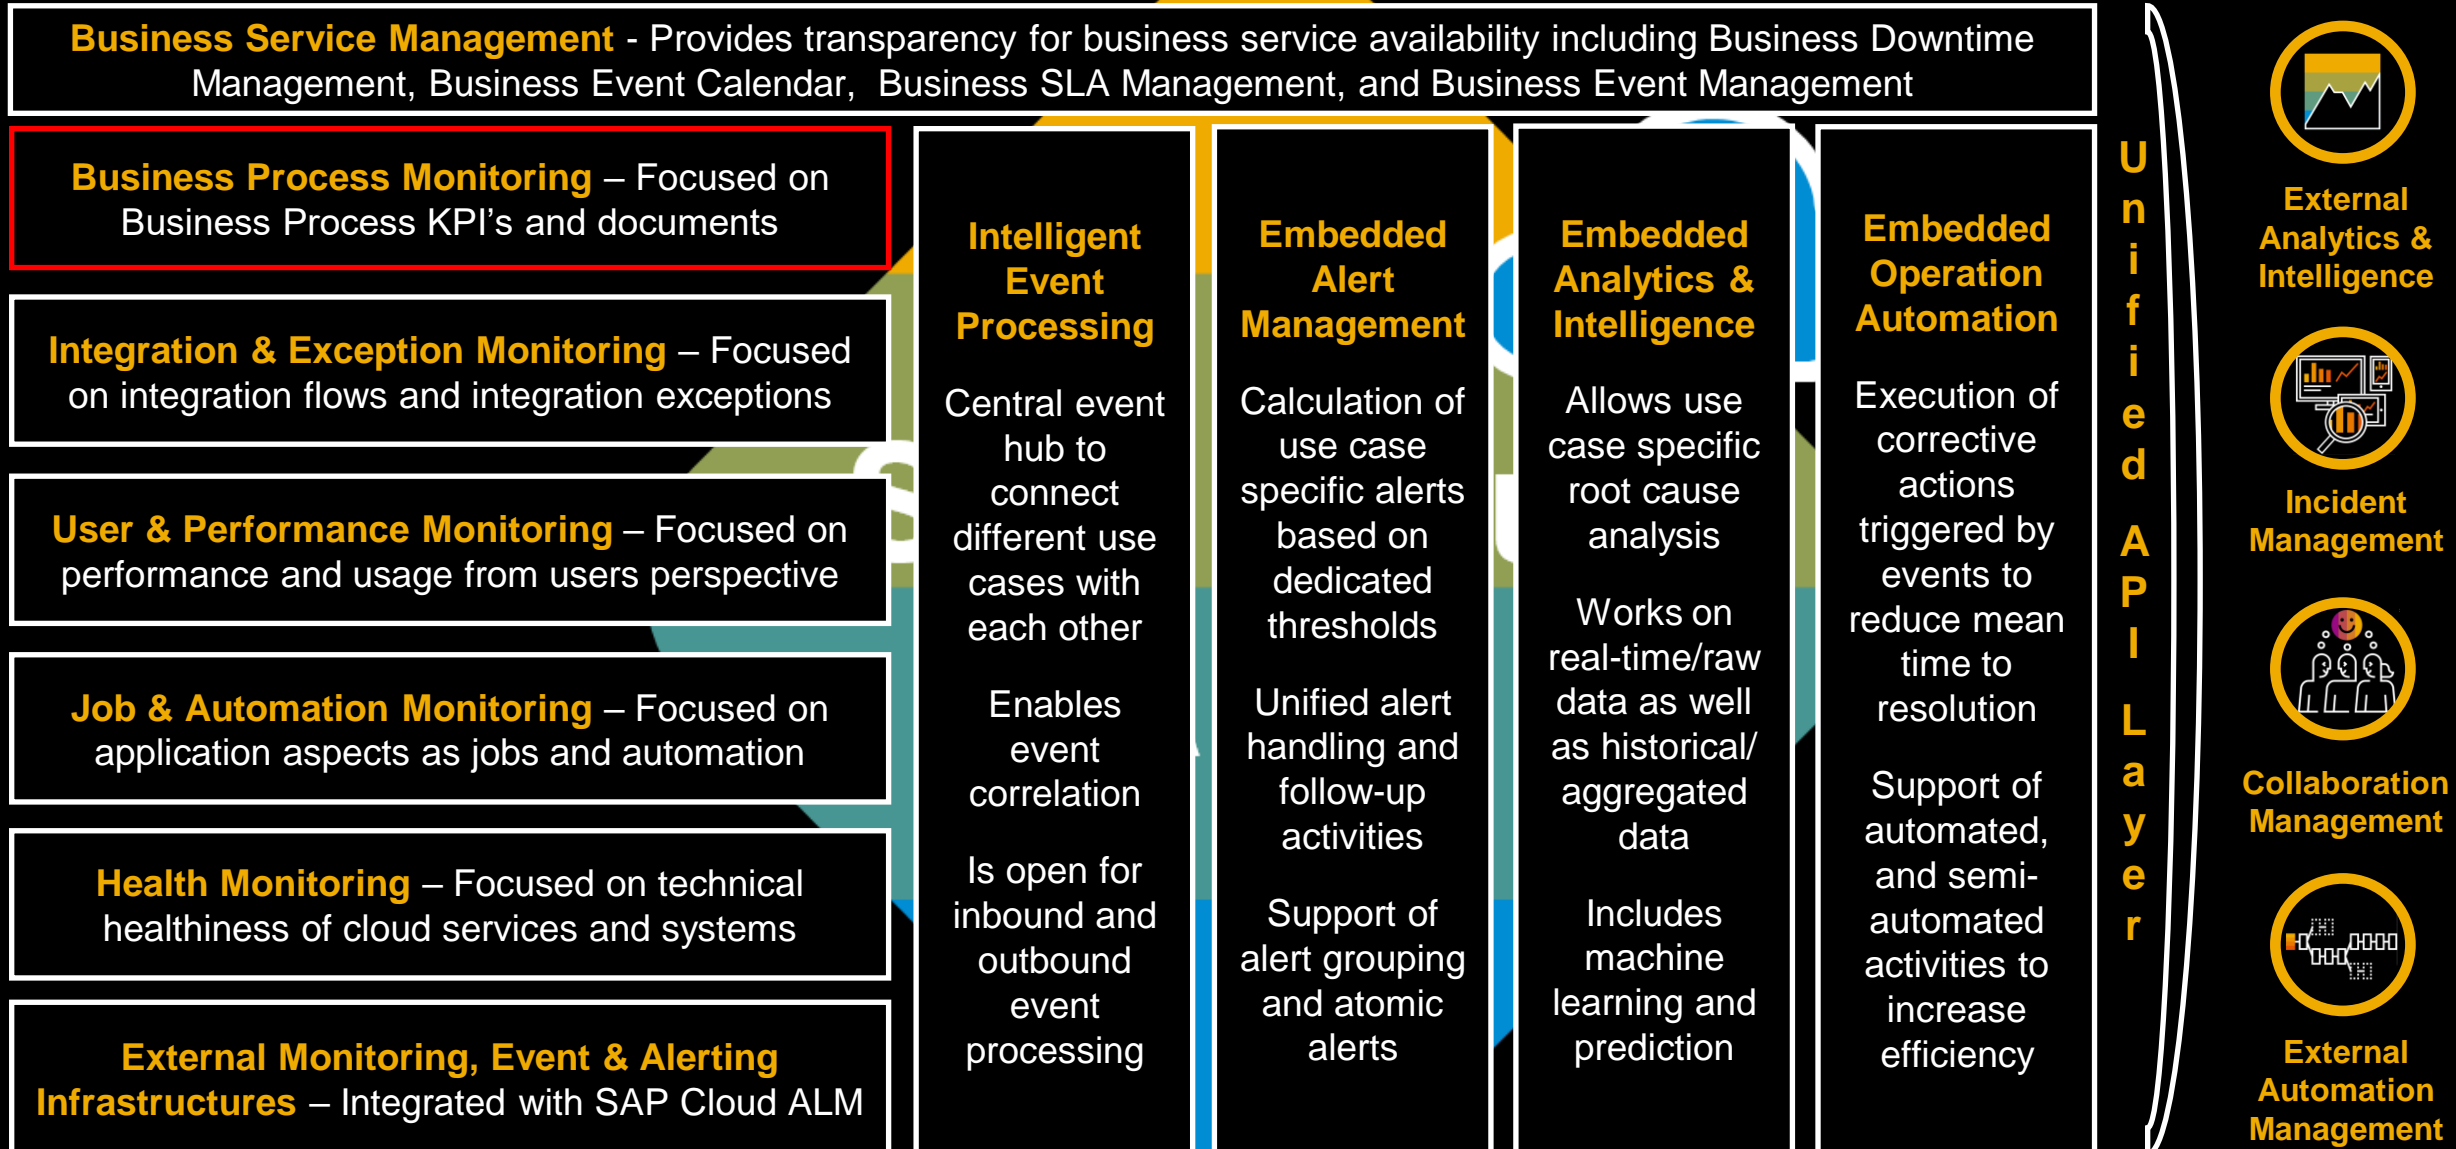 Business Service Management - Provides transparency for business service availability including Business Downtime
Management, Business Event Calendar,  Business SLA Management, and Business Event Management
Business Process Monitoring – Focused on
Business Process KPI’s and documents
Integration & Exception Monitoring – Focused
on integration flows and integration exceptions
User & Performance Monitoring – Focused on
performance and usage from users perspective
Job & Automation Monitoring – Focused on
application aspects as jobs and automation
Health Monitoring – Focused on technical
healthiness of cloud services and systems
External Monitoring, Event & Alerting
Infrastructures – Integrated with SAP Cloud ALM
Intelligent
Event
Processing
Central event
hub to
connect
different use
cases with
each other
Enables
event
correlation
Is open for
inbound and
outbound
event
processing
Embedded
Alert
Management
Calculation of
use case
specific alerts
based on
dedicated
thresholds
Unified alert
handling and
follow-up
activities
Support of
alert grouping
and atomic
alerts
Embedded
Analytics &
Intelligence
Allows use
case specific
root cause
analysis
Works on
real-time/raw
data as well
as historical/
aggregated
data
Includes
machine
learning and
prediction
Embedded
Operation
Automation
Execution of
corrective
actions
triggered by
events to
reduce mean
time to
resolution
Support of
automated,
and semi-
automated
activities to
increase
efficiency
Unified API Layer
External
Analytics &
Intelligence
Incident
Management
Collaboration
Management
External
Automation
Management